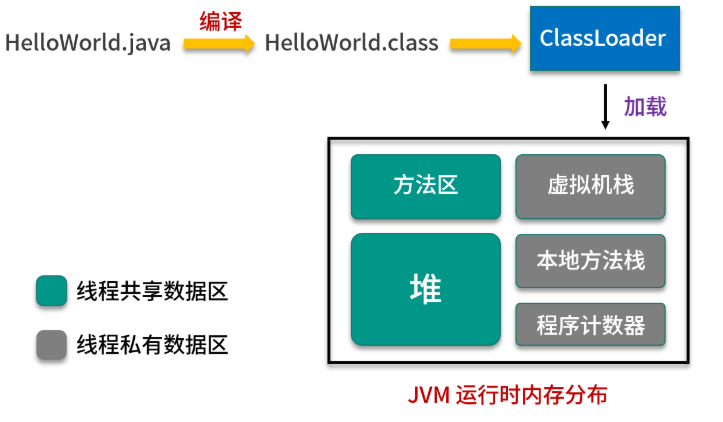 编译
HelloWorld.java
HelloWorld.class
ClassLoader
加载
方法区
虚拟机栈
堆
本地方法栈
程序计数器
线程共享数据区
线程私有数据区
JVM 运行时内存分布